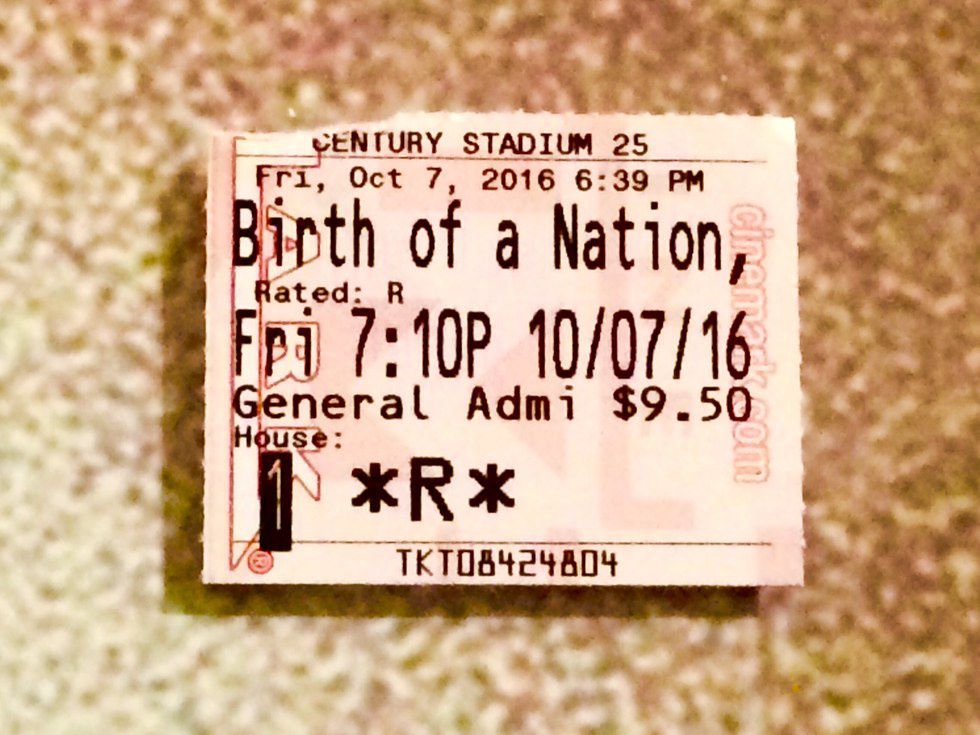 CENTURY STADIUM 25
Fri, Oct 7, 2016 6:39 PM
Birth of a Nation,
Rated: R
Fri 7:10P 10/07/16
General Admi $9.50
House:
1 *R*
TKT08424804
cinemark.com